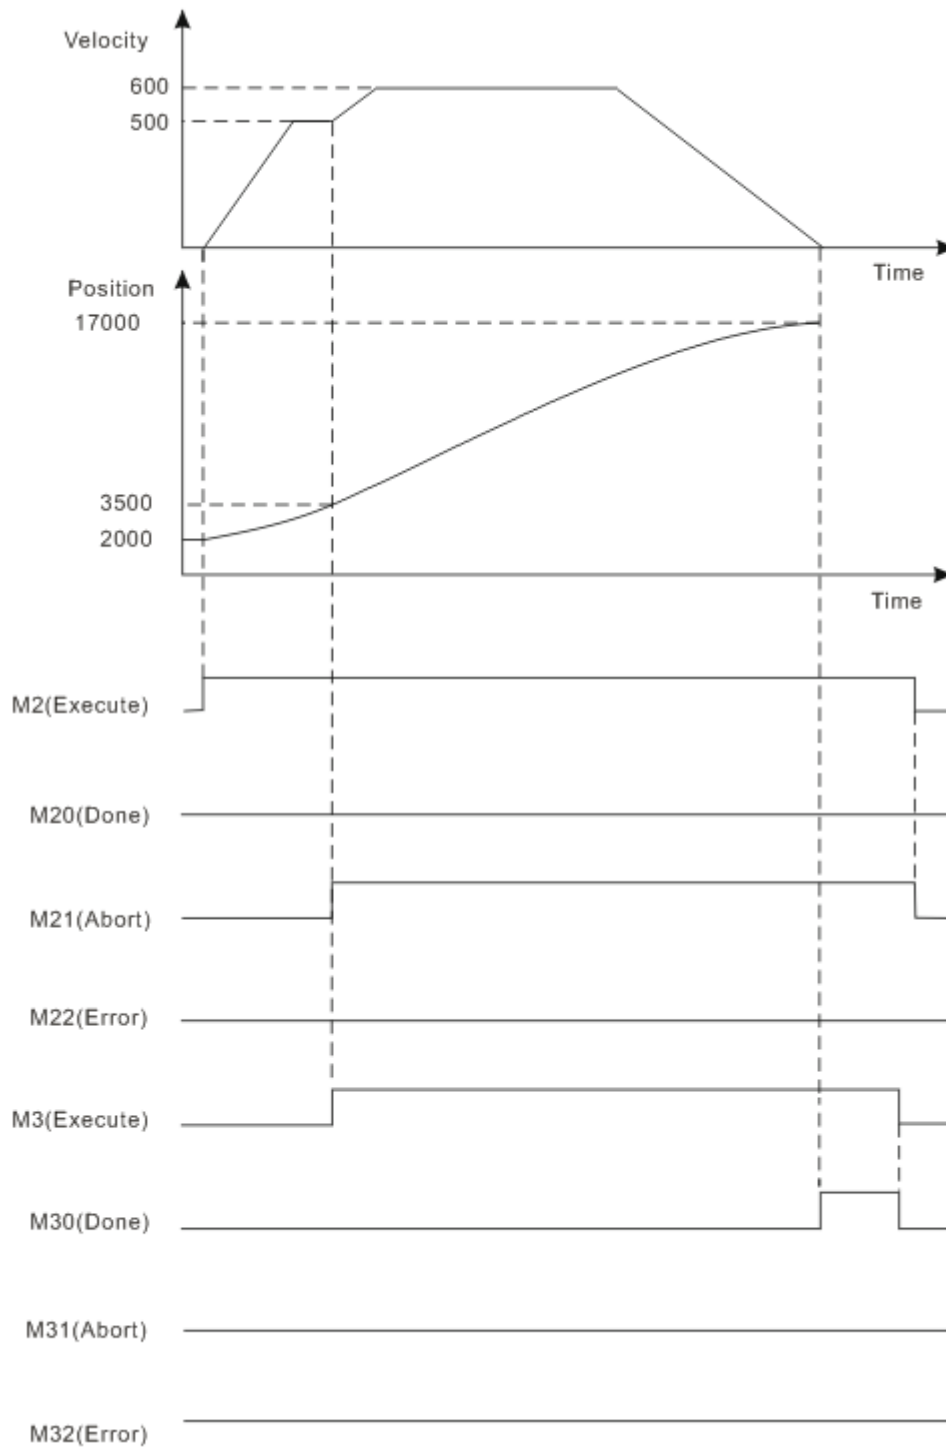 Velocity
600
500
Time
Position
17000
3500
2000
Time
M2(Execute)
M20(Done)
M21(Abort)
M22(Error)
M3(Execute)
M30(Done)
M31(Abort)
M32(Error)